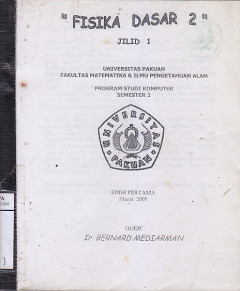 "FISIKA DASAR 2"
JILID 1
UNIVERSITAS PAKUAN
FAKULTAS MATEMATIKA & ILMU PENGETAHUAN ALAM
PROGRAM STUDI KOMPUTER
SEMESTER 2
UNIVERSITAS
PAKUAN
EDISI PERTAMA
Maret 2005
OLEH:
Ir. BERNARD MEDIARMAN